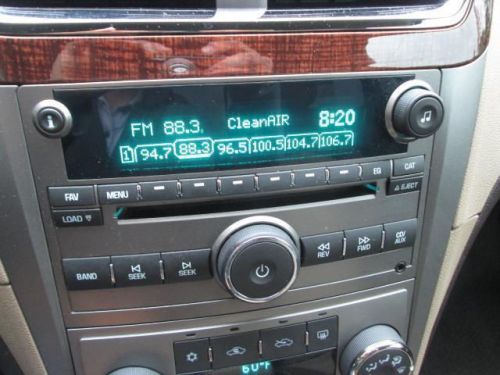 FM 88.3 CleanAIR 8:20
1 94.7 88.3 96.5 100.5 104.7 106.7
FAV MENU EQ CAT
LOAD EJECT
BAND SEEK SEEK REV FWD CD/AUX
60°F